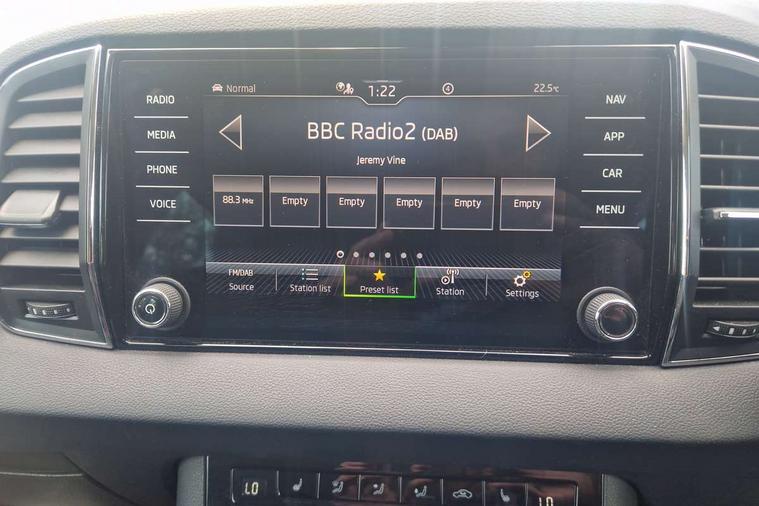 Normal 1:22 4 22.5°C
RADIO
MEDIA
PHONE
VOICE
BBC Radio2 (DAB)
Jeremy Vine
88.3 MHz Empty Empty Empty Empty Empty
FM/DAB
Source Station list Preset list Station Settings
NAV
APP
CAR
MENU
LO LO